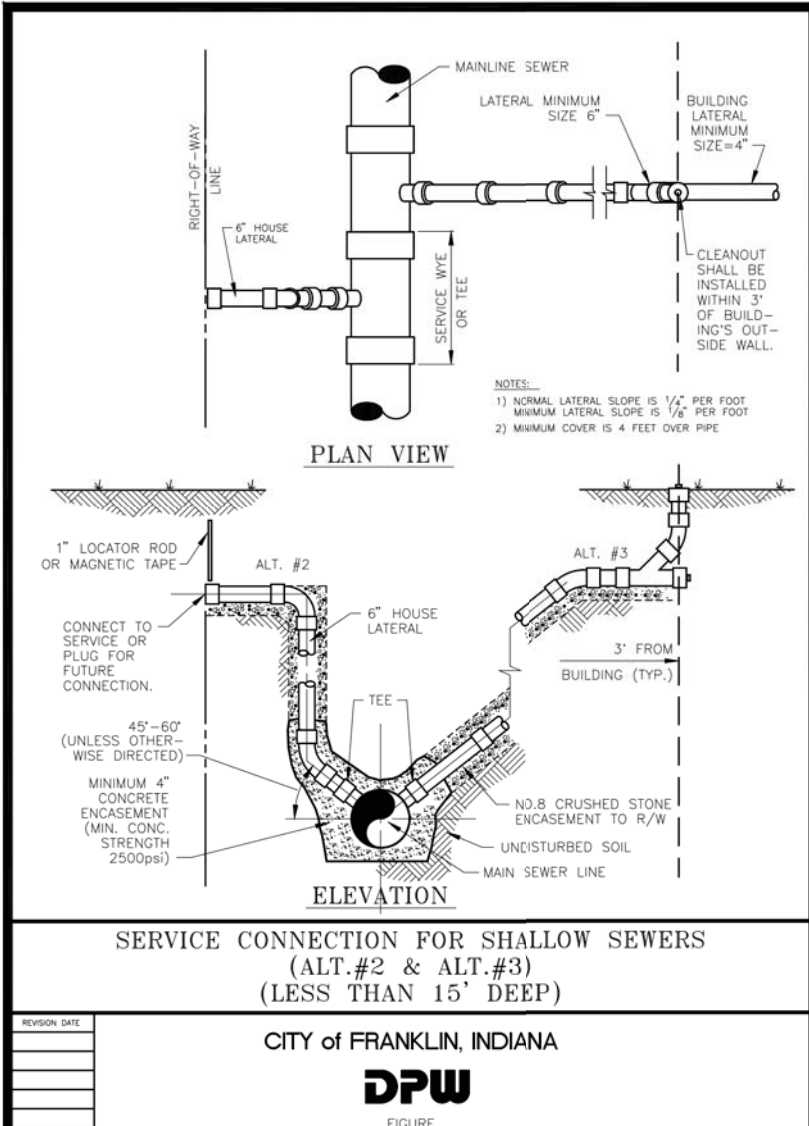 MAINLINE SEWER
LATERAL MINIMUM
SIZE 6"
BUILDING
LATERAL
MINIMUM
SIZE=4"
RIGHT-OF-WAY
LINE
6" HOUSE
LATERAL
SERVICE WYE
OR TEE
CLEANOUT
SHALL BE
INSTALLED
WITHIN 3'
OF BUILD-
ING'S OUT-
SIDE WALL.
NOTES:
1) NORMAL LATERAL SLOPE IS 1/4" PER FOOT
MINIMUM LATERAL SLOPE IS 1/8" PER FOOT
2) MINIMUM COVER IS 4 FEET OVER PIPE
PLAN VIEW
1" LOCATOR ROD
OR MAGNETIC TAPE
ALT. #2
ALT. #3
CONNECT TO
SERVICE OR
PLUG FOR
FUTURE
CONNECTION.
6" HOUSE
LATERAL
3' FROM
BUILDING (TYP.)
TEE
45°-60°
(UNLESS OTHER-
WISE DIRECTED)
MINIMUM 4"
CONCRETE
ENCASEMENT
(MIN. CONC.
STRENGTH
2500psi)
NO.8 CRUSHED STONE
ENCASEMENT TO R/W
UNDISTURBED SOIL
MAIN SEWER LINE
ELEVATION
SERVICE CONNECTION FOR SHALLOW SEWERS
(ALT.#2 & ALT.#3)
(LESS THAN 15' DEEP)
REVISION DATE
CITY of FRANKLIN, INDIANA
DPW
FIGURE